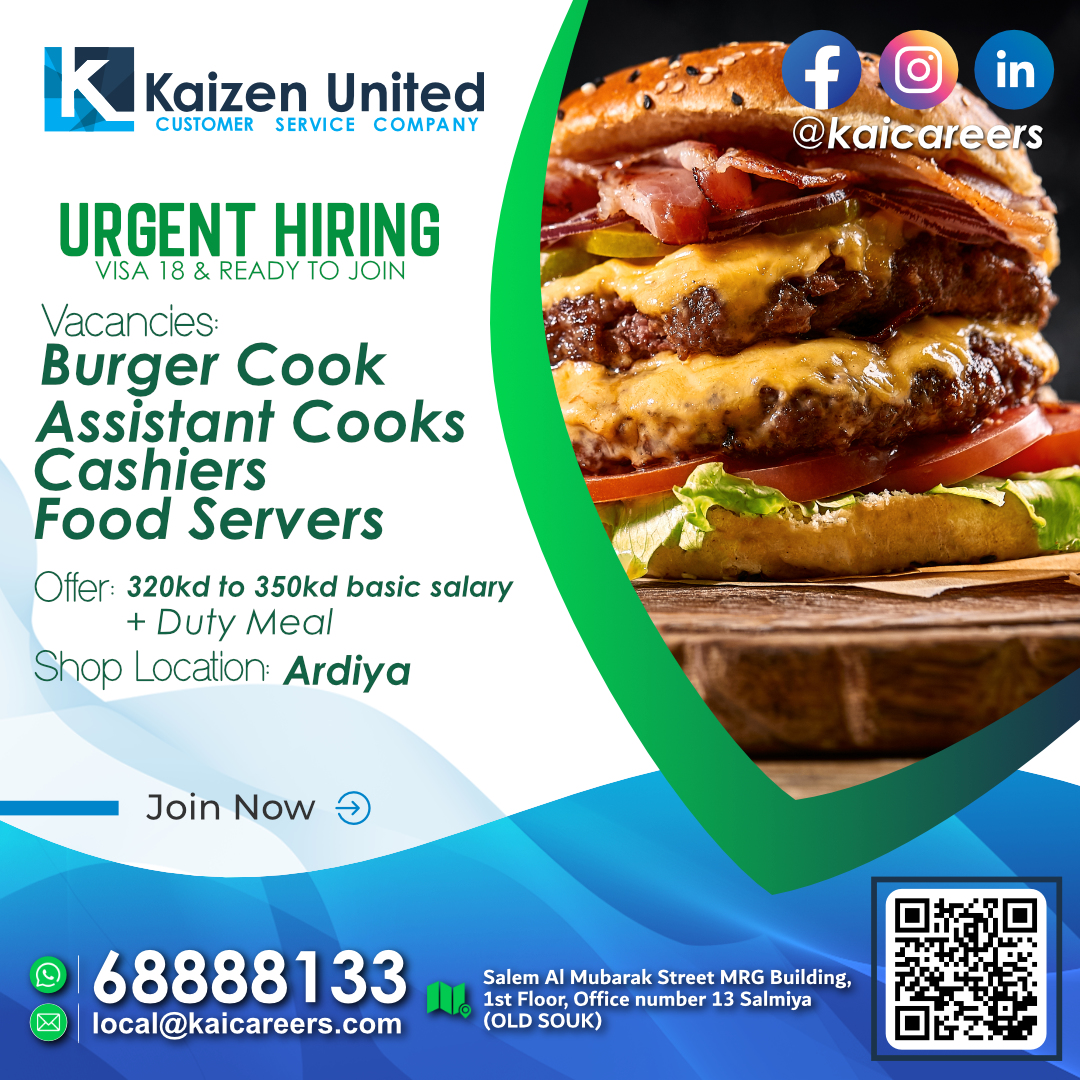 K Kaizen United
CUSTOMER SERVICE COMPANY
f in
@kaicareers
URGENT HIRING
VISA 18 & READY TO JOIN
Vacancies:
Burger Cook
Assistant Cooks
Cashiers
Food Servers
Offer: 320kd to 350kd basic salary
+ Duty Meal
Shop Location: Ardiya
Join Now
68888133
local@kaicareers.com
Salem Al Mubarak Street MRG Building,
1st Floor, Office number 13 Salmiya
(OLD SOUK)